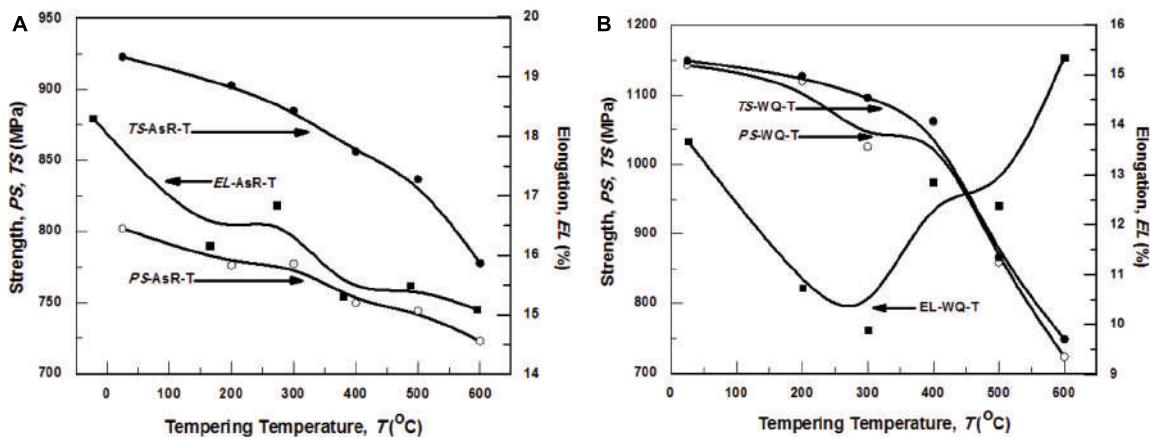 A
950
900
850
800
750
700
Strength, PS, TS (MPa)
TS-AsR-T
EL-AsR-T
PS-AsR-T
20
19
18
17
16
15
14
Elongation, EL (%)
0 100 200 300 400 500 600
Tempering Temperature, T(°C)
B
1200
1100
1000
900
800
700
Strength, PS, TS (MPa)
TS-WQ-T
PS-WQ-T
EL-WQ-T
16
15
14
13
12
11
10
9
Elongation, EL (%)
0 100 200 300 400 500 600
Tempering Temperature, T(°C)